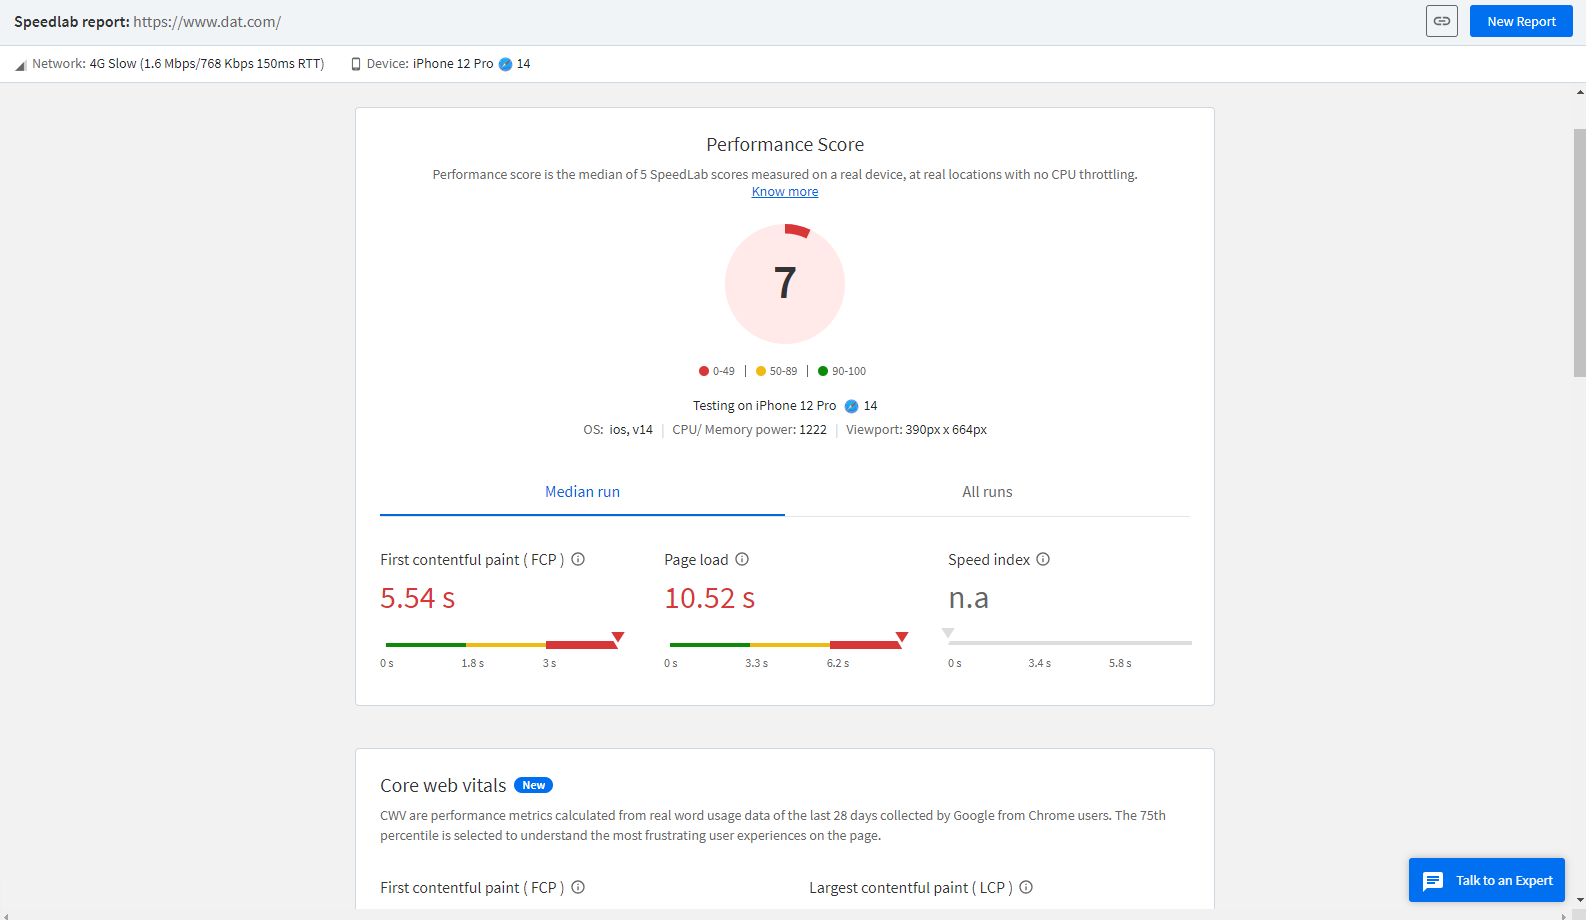 Speedlab report: https://www.dat.com/
New Report
Network: 4G Slow (1.6 Mbps/768 Kbps 150ms RTT) Device: iPhone 12 Pro 14
Performance Score
Performance score is the median of 5 SpeedLab scores measured on a real device, at real locations with no CPU throttling.
Know more
7
0-49 | 50-89 | 90-100
Testing on iPhone 12 Pro 14
OS: ios, v14 | CPU/ Memory power: 1222 | Viewport: 390px x 664px
Median run All runs
First contentful paint ( FCP ) Page load Speed index
5.54 s 10.52 s n.a
0 s 1.8 s 3 s 0 s 3.3 s 6.2 s 0 s 3.4 s 5.8 s
Core web vitals New
CWV are performance metrics calculated from real word usage data of the last 28 days collected by Google from Chrome users. The 75th
percentile is selected to understand the most frustrating user experiences on the page.
First contentful paint ( FCP ) Largest contentful paint ( LCP )
Talk to an Expert